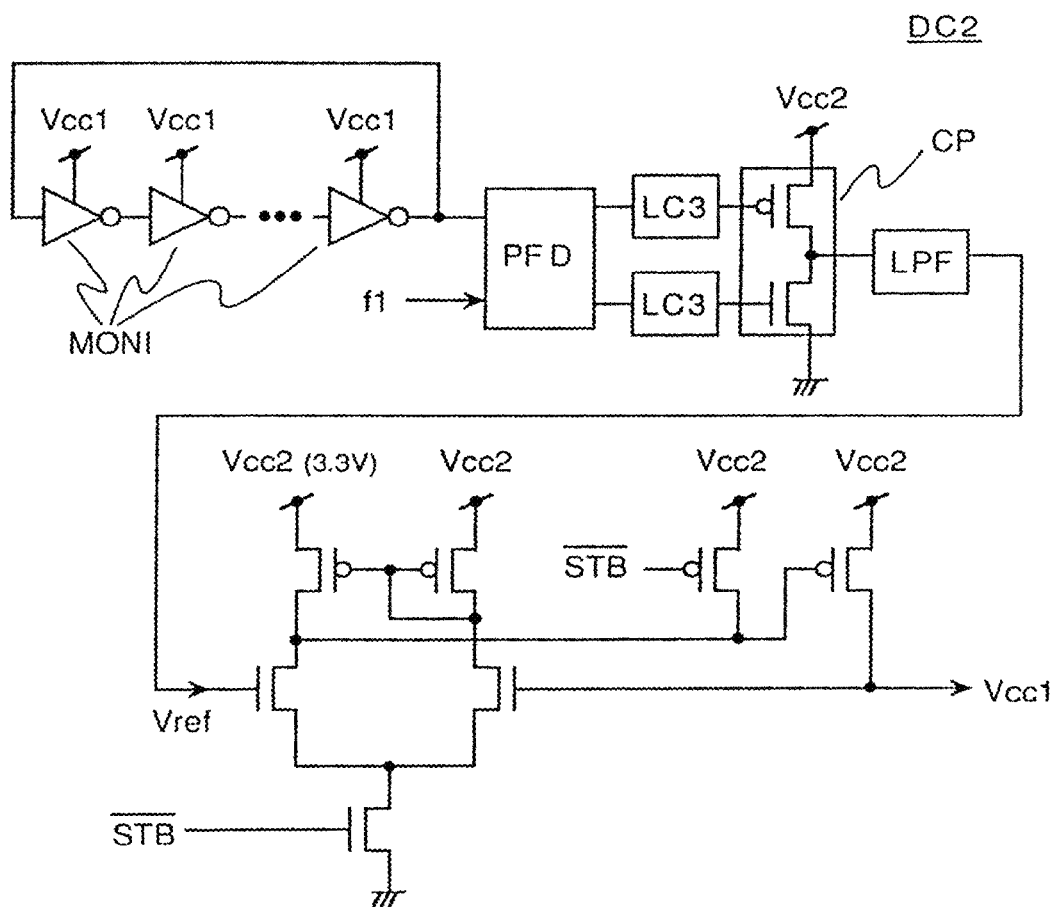 DC2
Vcc1 Vcc1 Vcc1
Vcc2
CP
LC3
PFD
LPF
LC3
f1
MONI
Vcc2 (3.3V) Vcc2 Vcc2 Vcc2
STB
Vref
Vcc1
STB